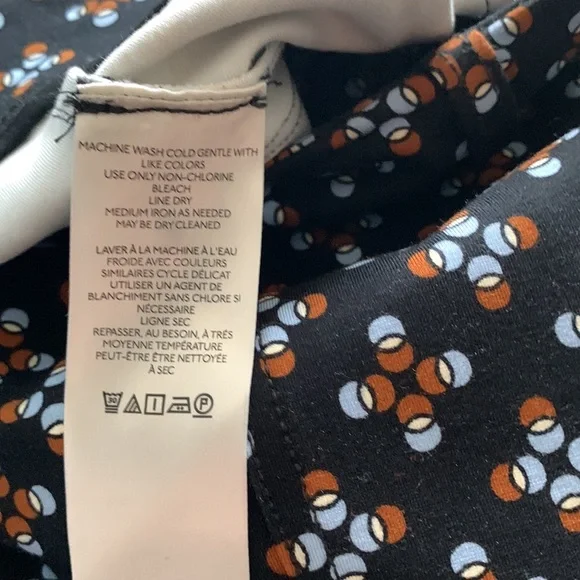 MACHINE WASH COLD GENTLE WITH
LIKE COLORS
USE ONLY NON-CHLORINE
BLEACH
LINE DRY
MEDIUM IRON AS NEEDED
MAY BE DRY CLEANED
LAVER À LA MACHINE À L'EAU
FROIDE AVEC COULEURS
SIMILAIRES CYCLE DÉLICAT
UTILISER UN AGENT DE
BLANCHIMENT SANS CHLORE SI
NÉCESSAIRE
LIGNE SEC
REPASSER, AU BESOIN, À TRÉS
MOYENNE TEMPÉRATURE
PEUT-ÊTRE ÊTRE NETTOYÉE
À SEC
30 P